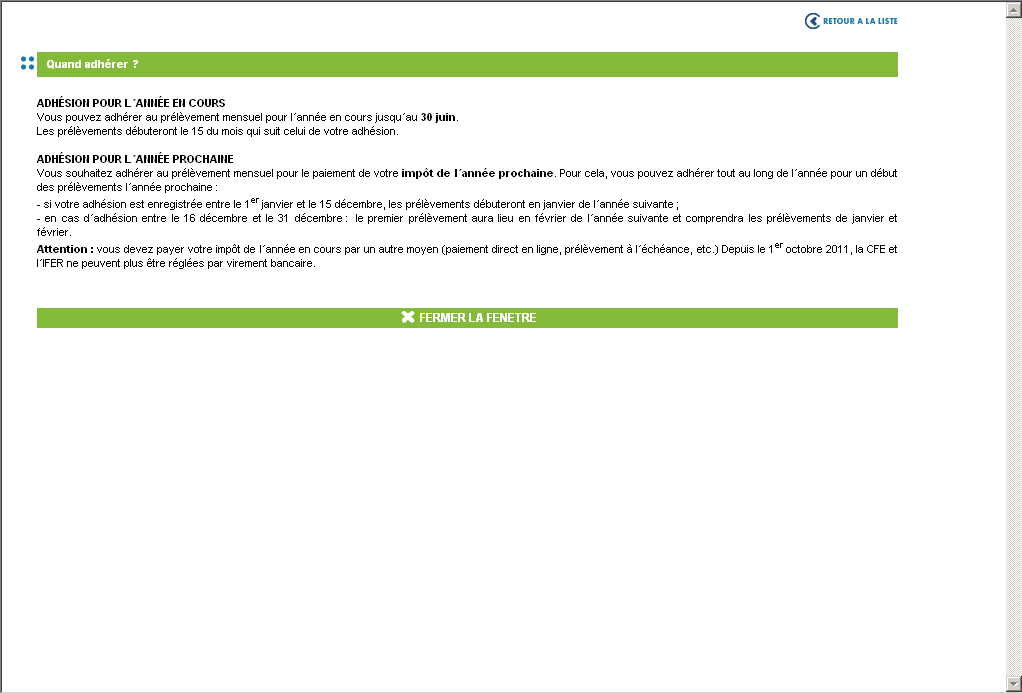 RETOUR A LA LISTE
Quand adhérer ?
ADHÉSION POUR L´ANNÉE EN COURS
Vous pouvez adhérer au prélèvement mensuel pour l´année en cours jusqu´au 30 juin.
Les prélèvements débuteront le 15 du mois qui suit celui de votre adhésion.
ADHÉSION POUR L´ANNÉE PROCHAINE
Vous souhaitez adhérer au prélèvement mensuel pour le paiement de votre impôt de l´année prochaine. Pour cela, vous pouvez adhérer tout au long de l´année pour un début
des prélèvements l´année prochaine :
- si votre adhésion est enregistrée entre le 1er janvier et le 15 décembre, les prélèvements débuteront en janvier de l´année suivante ;
- en cas d´adhésion entre le 16 décembre et le 31 décembre : le premier prélèvement aura lieu en février de l´année suivante et comprendra les prélèvements de janvier et
février.
Attention : vous devez payer votre impôt de l´année en cours par un autre moyen (paiement direct en ligne, prélèvement à l´échéance, etc.) Depuis le 1er octobre 2011, la CFE et
l´IFER ne peuvent plus être réglées par virement bancaire.
FERMER LA FENETRE